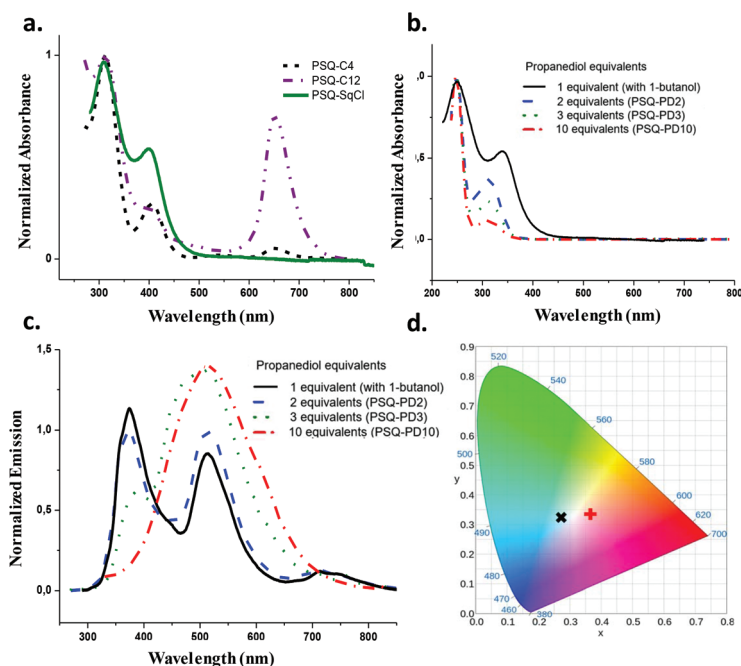 a.
1
0
Normalized Absorbance
PSQ-C4
PSQ-C12
PSQ-SqCl
300 400 500 600 700 800
Wavelength (nm)
b.
,0
,5
,0
Normalized Absorbance
Propanediol equivalents
1 equivalent (with 1-butanol)
2 equivalents (PSQ-PD2)
3 equivalents (PSQ-PD3)
10 equivalents (PSQ-PD10)
200 300 400 500 600 700 800
Wavelength (nm)
c.
1,5
1,0
0,5
0,0
Normalized Emission
Propanediol equivalents
1 equivalent (with 1-butanol)
2 equivalents (PSQ-PD2)
3 equivalents (PSQ-PD3)
10 equivalents (PSQ-PD10)
300 400 500 600 700 800
Wavelength (nm)
d.
0.9
0.8
0.7
0.6
0.5
0.4
0.3
0.2
0.1
0.0
y
520
540
560
500
580
600
620
700
490
480
470
460
380
0.0 0.1 0.2 0.3 0.4 0.5 0.6 0.7 0.8
x